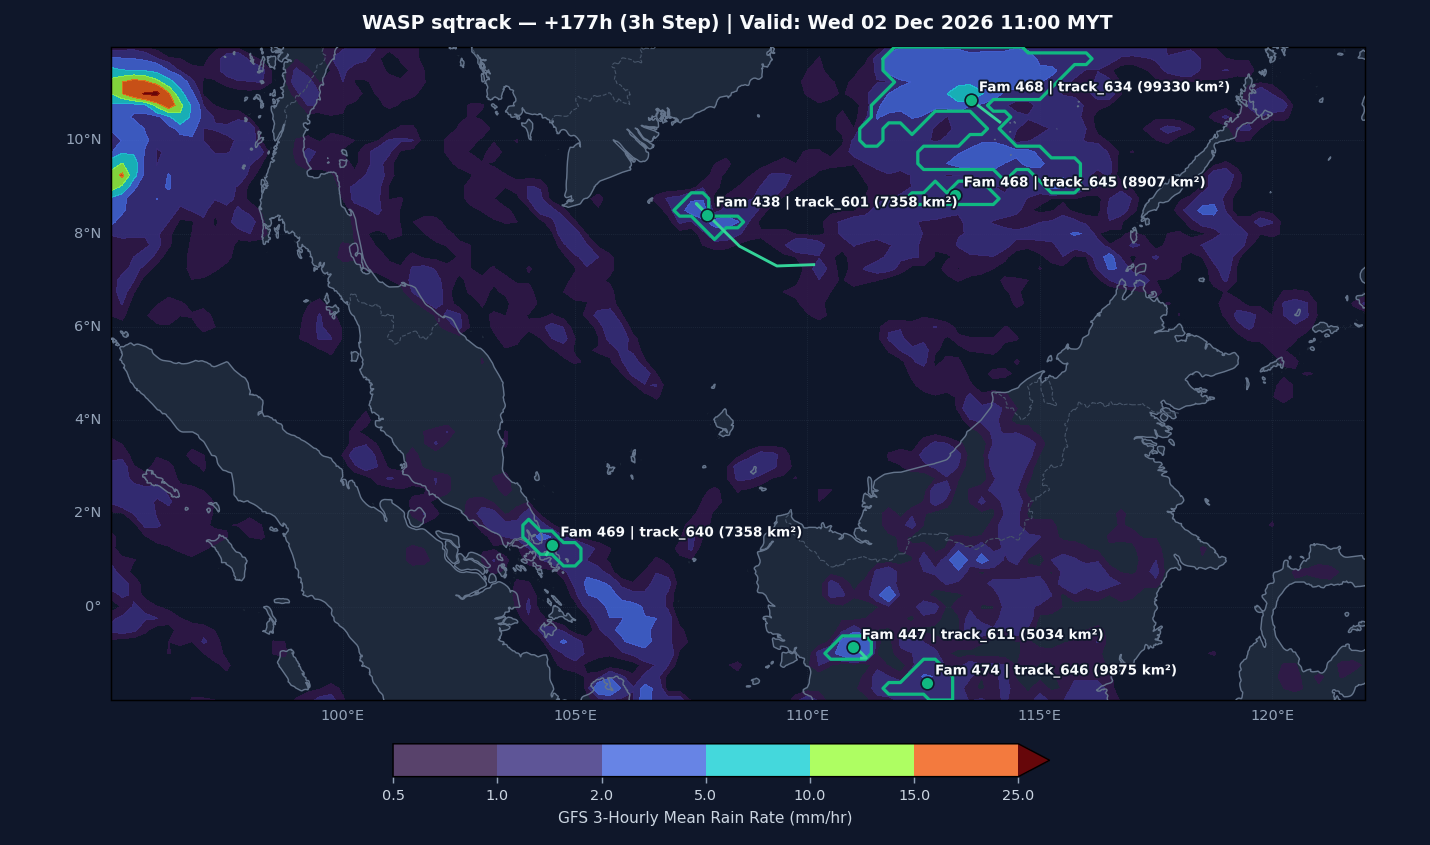 WASP sqtrack — +177h (3h Step) | Valid: Wed 02 Dec 2026 11:00 MYT
Fam 468 | track_634 (99330 km²)
10°N
Fam 468 | track_645 (8907 km²)
Fam 438 | track_601 (7358 km²)
8°N
6°N
4°N
2°N
Fam 469 | track_640 (7358 km²)
0°
Fam 447 | track_611 (5034 km²)
Fam 474 | track_646 (9875 km²)
100°E 105°E 110°E 115°E 120°E
0.5 1.0 2.0 5.0 10.0 15.0 25.0
GFS 3-Hourly Mean Rain Rate (mm/hr)